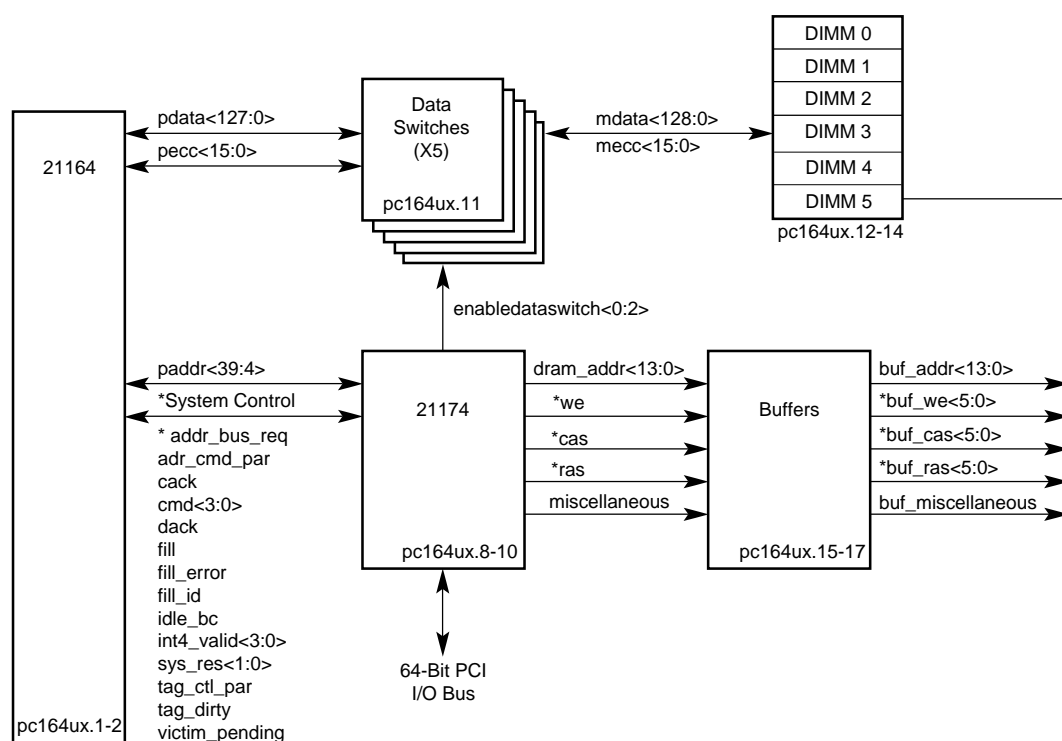 DIMM 0
DIMM 1
DIMM 2
DIMM 3
DIMM 4
DIMM 5
pc164ux.12-14
Data
Switches
(X5)
pc164ux.11
pdata<127:0>
pecc<15:0>
mdata<128:0>
mecc<15:0>
21164
pc164ux.1-2
enabledataswitch<0:2>
paddr<39:4>
*System Control
* addr_bus_req
adr_cmd_par
cack
cmd<3:0>
dack
fill
fill_error
fill_id
idle_bc
int4_valid<3:0>
sys_res<1:0>
tag_ctl_par
tag_dirty
victim_pending
21174
pc164ux.8-10
64-Bit PCI
I/O Bus
dram_addr<13:0>
*we
*cas
*ras
miscellaneous
Buffers
pc164ux.15-17
buf_addr<13:0>
*buf_we<5:0>
*buf_cas<5:0>
*buf_ras<5:0>
buf_miscellaneous